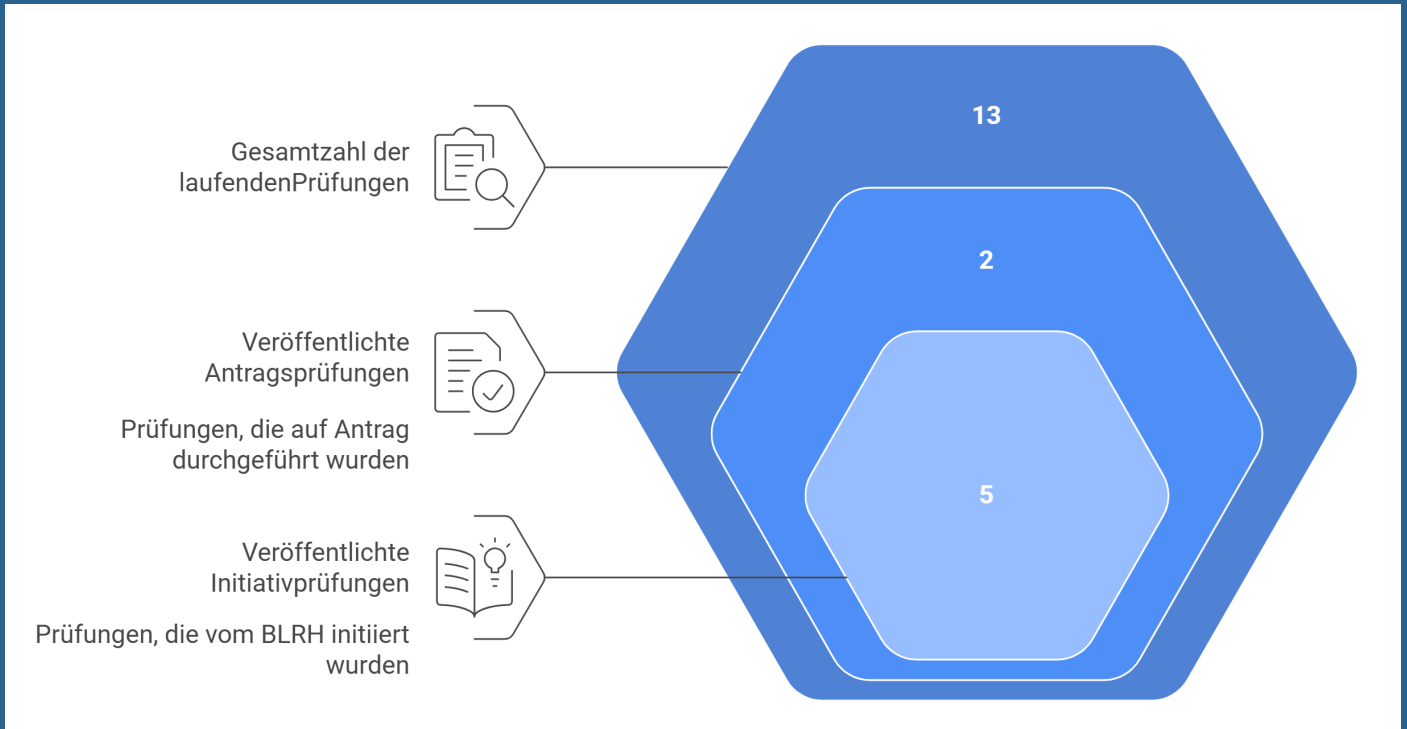 Gesamtzahl der
laufendenPrüfungen
13
Veröffentlichte
Antragsprüfungen
Prüfungen, die auf Antrag
durchgeführt wurden
2
Veröffentlichte
Initiativprüfungen
Prüfungen, die vom BLRH initiiert
wurden
5